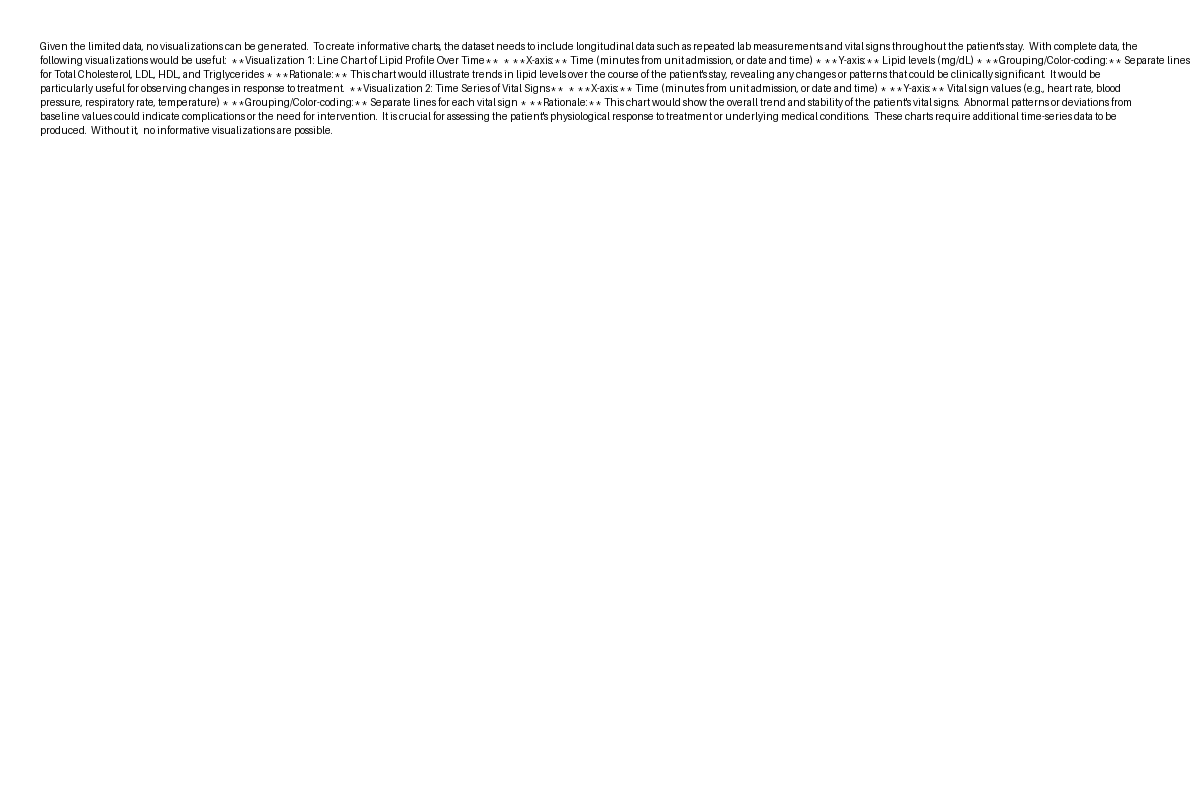 Given the limited data, no visualizations can be generated.  To create informative charts, the dataset needs to include longitudinal data such as repeated lab measurements and vital signs throughout the patient's stay.  With complete data, the
following visualizations would be useful:  **Visualization 1: Line Chart of Lipid Profile Over Time**  * **X-axis:** Time (minutes from unit admission, or date and time) * **Y-axis:** Lipid levels (mg/dL) * **Grouping/Color-coding:** Separate lines
for Total Cholesterol, LDL, HDL, and Triglycerides * **Rationale:** This chart would illustrate trends in lipid levels over the course of the patient's stay, revealing any changes or patterns that could be clinically significant.  It would be
particularly useful for observing changes in response to treatment.  **Visualization 2: Time Series of Vital Signs**  * **X-axis:** Time (minutes from unit admission, or date and time) * **Y-axis:** Vital sign values (e.g., heart rate, blood
pressure, respiratory rate, temperature) * **Grouping/Color-coding:** Separate lines for each vital sign * **Rationale:** This chart would show the overall trend and stability of the patient's vital signs.  Abnormal patterns or deviations from
baseline values could indicate complications or the need for intervention.  It is crucial for assessing the patient's physiological response to treatment or underlying medical conditions.  These charts require additional time-series data to be
produced.  Without it,  no informative visualizations are possible.